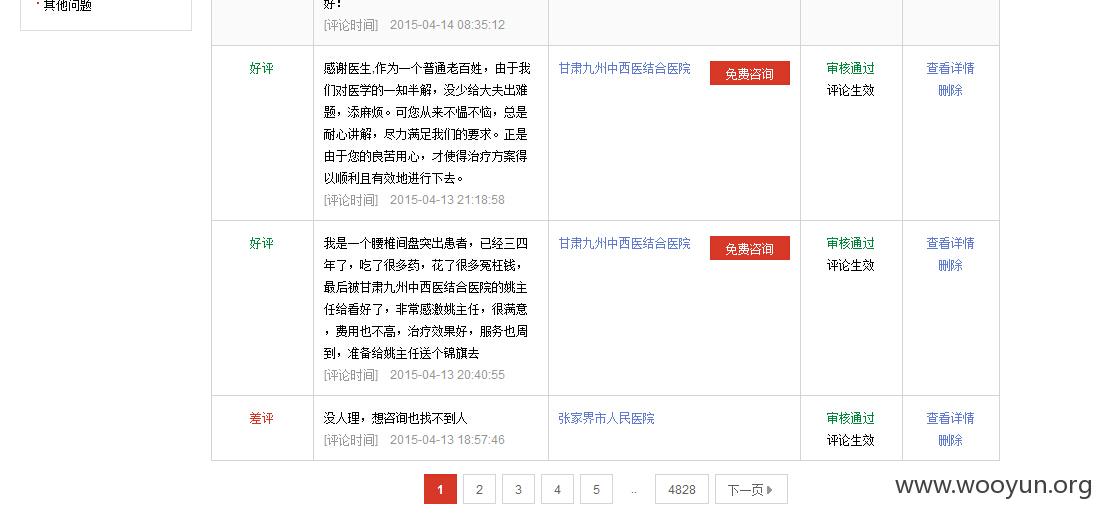 其他问题
好！
[评论时间] 2015-04-14 08:35:12
好评
感谢医生,作为一个普通老百姓，由于我
们对医学的一知半解，没少给大夫出难
题，添麻烦。可您从来不愠不恼，总是
耐心讲解，尽力满足我们的要求。正是
由于您的良苦用心，才使得治疗方案得
以顺利且有效地进行下去。
[评论时间] 2015-04-13 21:18:58
甘肃九州中西医结合医院
免费咨询
审核通过
评论生效
查看详情
删除
好评
我是一个腰椎间盘突出患者，已经三四
年了，吃了很多药，花了很多冤枉钱，
最后被甘肃九州中西医结合医院的姚主
任给看好了，非常感激姚主任，很满意
，费用也不高，治疗效果好，服务也周
到，准备给姚主任送个锦旗去
[评论时间] 2015-04-13 20:40:55
甘肃九州中西医结合医院
免费咨询
审核通过
评论生效
查看详情
删除
差评
没人理，想咨询也找不到人
[评论时间] 2015-04-13 18:57:46
张家界市人民医院
审核通过
评论生效
查看详情
删除
1 2 3 4 5 .. 4828 下一页
www.wooyun.org